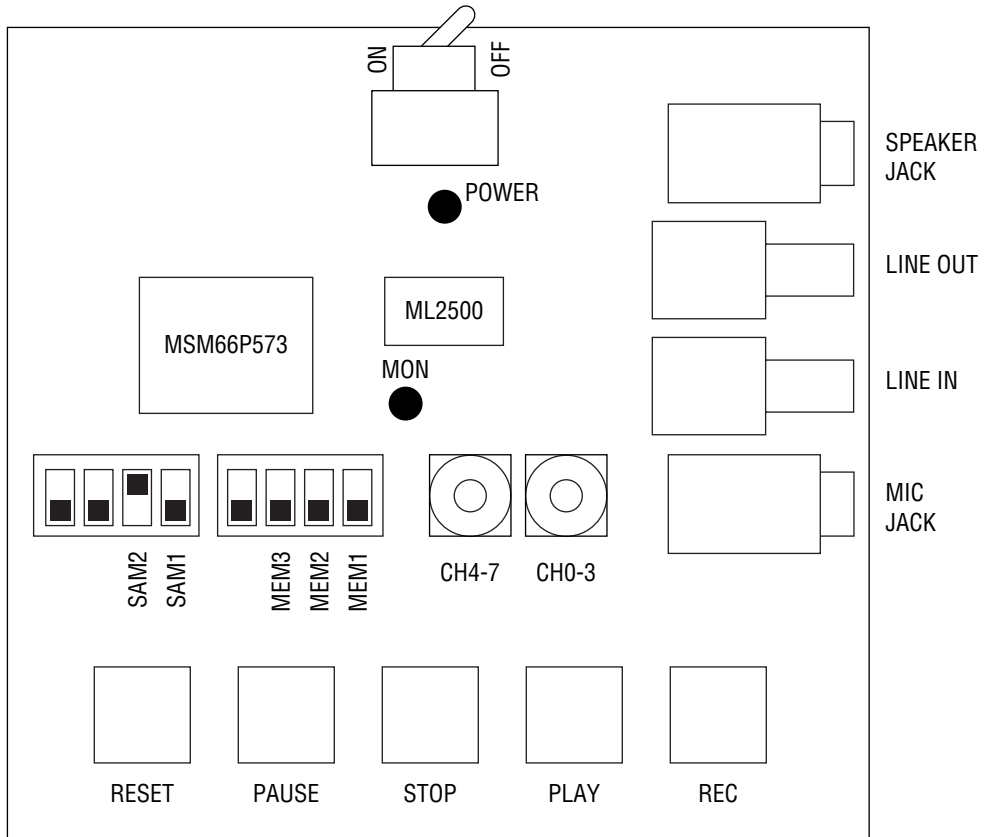 ON
OFF
SPEAKER
JACK
POWER
LINE OUT
ML2500
MSM66P573
MON
LINE IN
MIC
JACK
SAM2
SAM1
MEM3
MEM2
MEM1
CH4-7
CH0-3
RESET
PAUSE
STOP
PLAY
REC